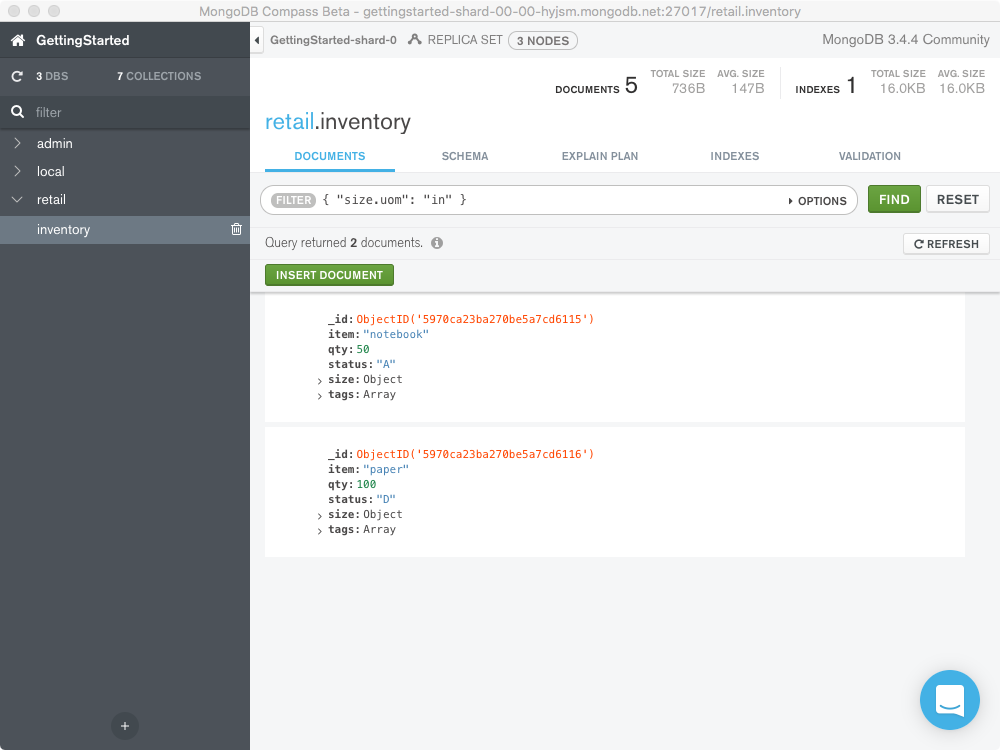 MongoDB Compass Beta - gettingstarted-shard-00-00-hyjsm.mongodb.net:27017/retail.inventory
GettingStarted
3 DBS 7 COLLECTIONS
filter
admin
local
retail
inventory
GettingStarted-shard-0 REPLICA SET 3 NODES MongoDB 3.4.4 Community
DOCUMENTS 5 TOTAL SIZE 736B AVG. SIZE 147B INDEXES 1 TOTAL SIZE 16.0KB AVG. SIZE 16.0KB
retail.inventory
DOCUMENTS SCHEMA EXPLAIN PLAN INDEXES VALIDATION
FILTER { "size.uom": "in" } OPTIONS FIND RESET
Query returned 2 documents. REFRESH
INSERT DOCUMENT
_id: ObjectID('5970ca23ba270be5a7cd6115')
item: "notebook"
qty: 50
status: "A"
size: Object
tags: Array
_id: ObjectID('5970ca23ba270be5a7cd6116')
item: "paper"
qty: 100
status: "D"
size: Object
tags: Array